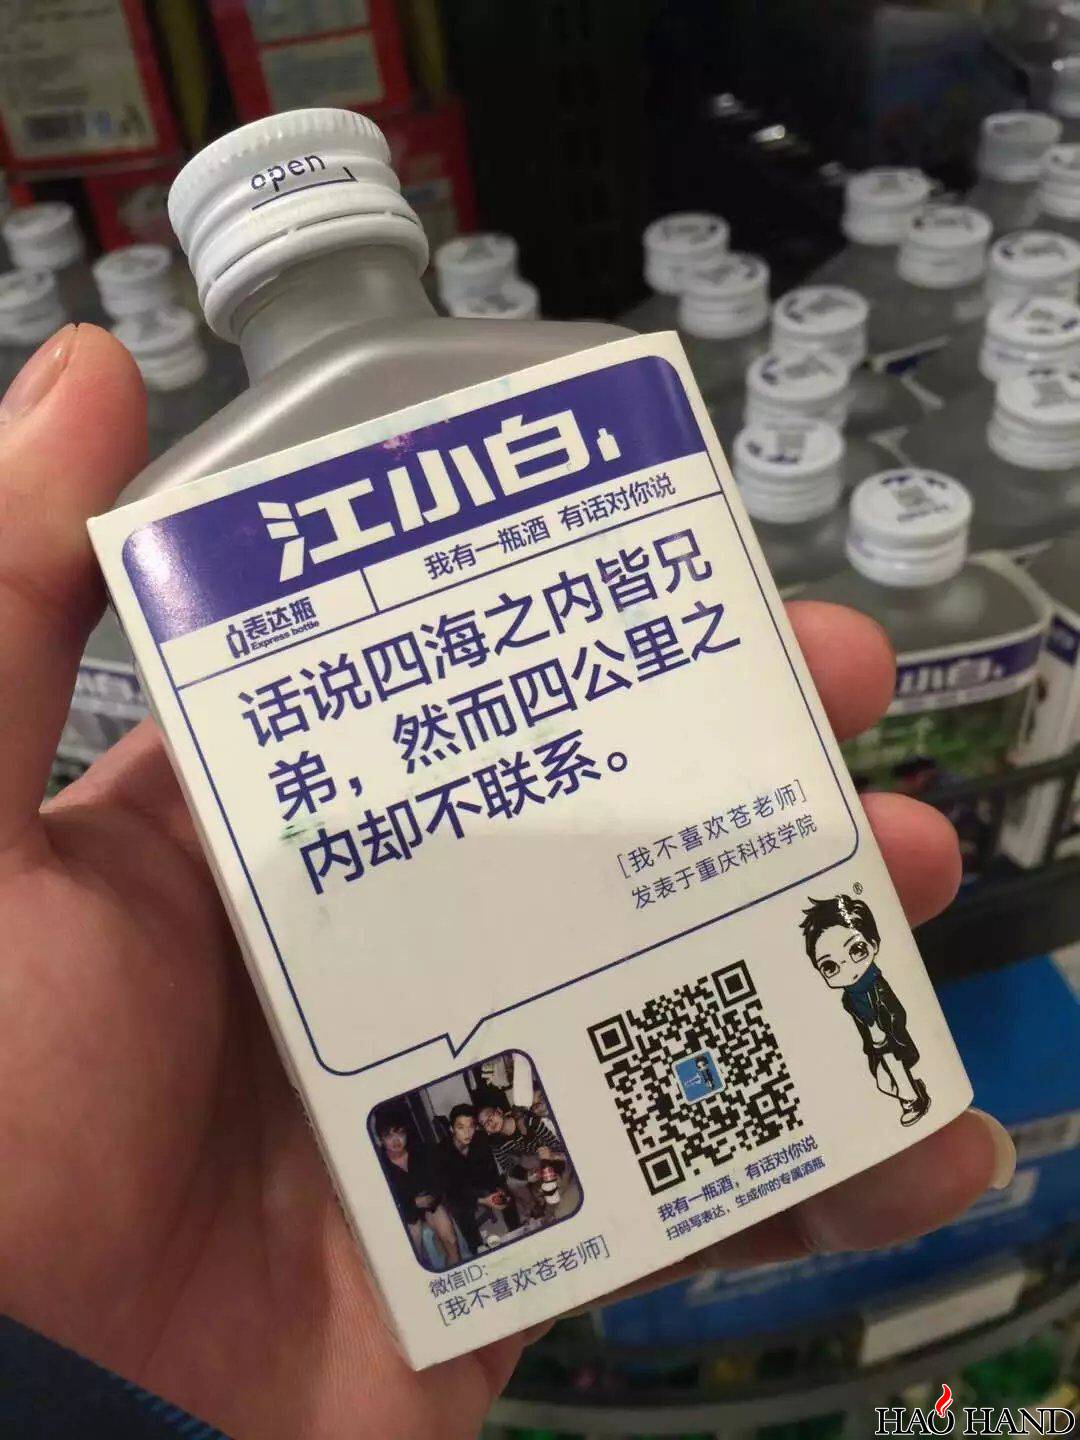 open
江小白
我有一瓶酒 有话对你说
表达瓶
Express bottle
话说四海之内皆兄
弟，然而四公里之
内却不联系。
[我不喜欢苍老师]
发表于重庆科技学院
®
我有一瓶酒，有话对你说
扫码写表达，生成你的专属酒瓶
微信ID:
[我不喜欢苍老师]
小白
HAO HAND